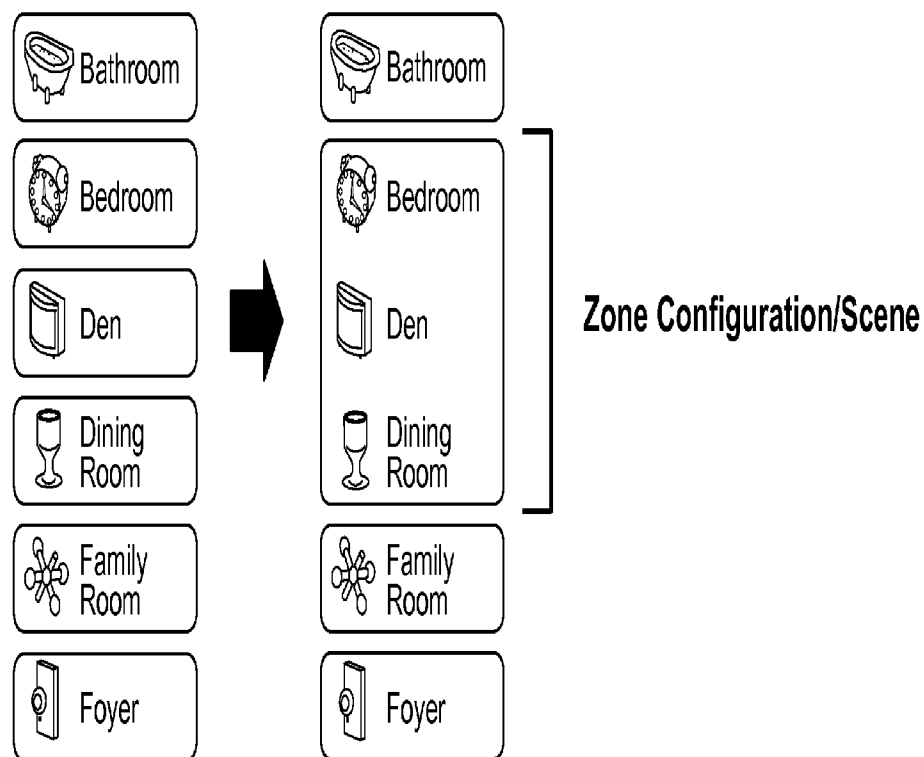 Bathroom
Bedroom
Den
Dining
Room
Family
Room
Foyer
Bathroom
Bedroom
Den
Dining
Room
Family
Room
Foyer
Zone Configuration/Scene